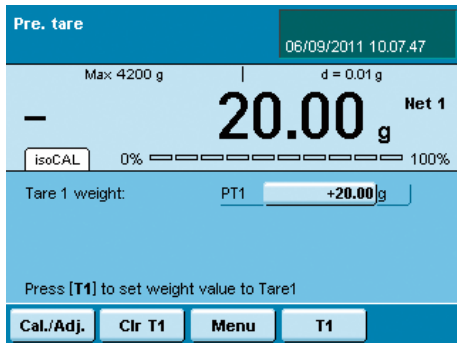 Pre. tare
06/09/2011 10.07.47
Max 4200 g d = 0.01 g
– 20.00 g Net 1
isoCAL 0% 100%
Tare 1 weight: PT1 +20.00 g
Press [T1] to set weight value to Tare1
Cal./Adj. Clr T1 Menu T1